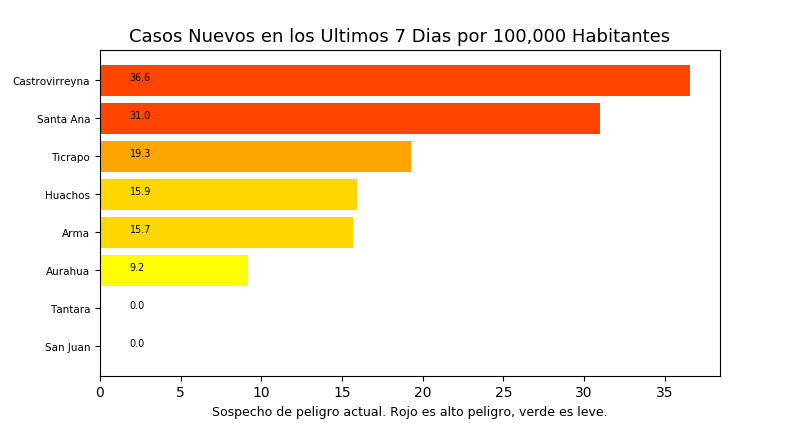 Casos Nuevos en los Ultimos 7 Dias por 100,000 Habitantes
Castrovirreyna 36.6
Santa Ana 31.0
Ticrapo 19.3
Huachos 15.9
Arma 15.7
Aurahua 9.2
Tantara 0.0
San Juan 0.0
0 5 10 15 20 25 30 35
Sospecho de peligro actual. Rojo es alto peligro, verde es leve.